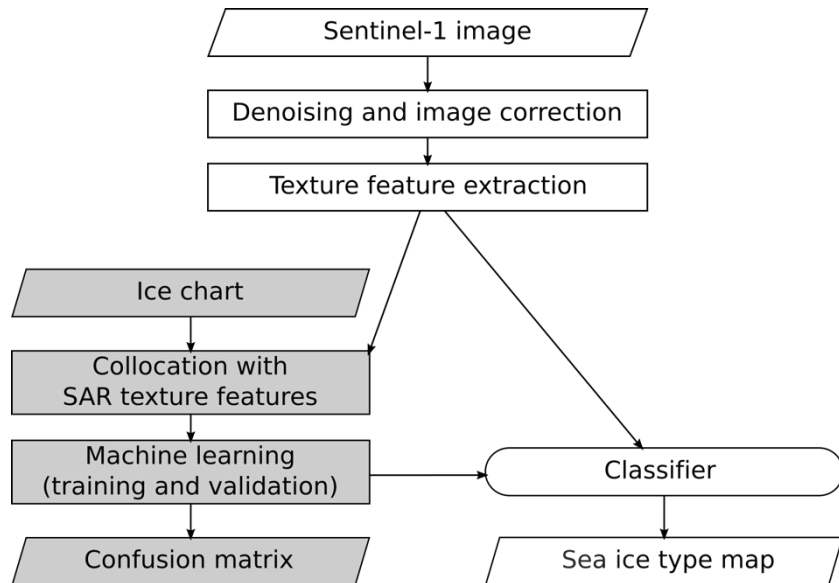 Sentinel-1 image
Denoising and image correction
Texture feature extraction
Ice chart
Collocation with
SAR texture features
Machine learning
(training and validation)
Classifier
Confusion matrix
Sea ice type map